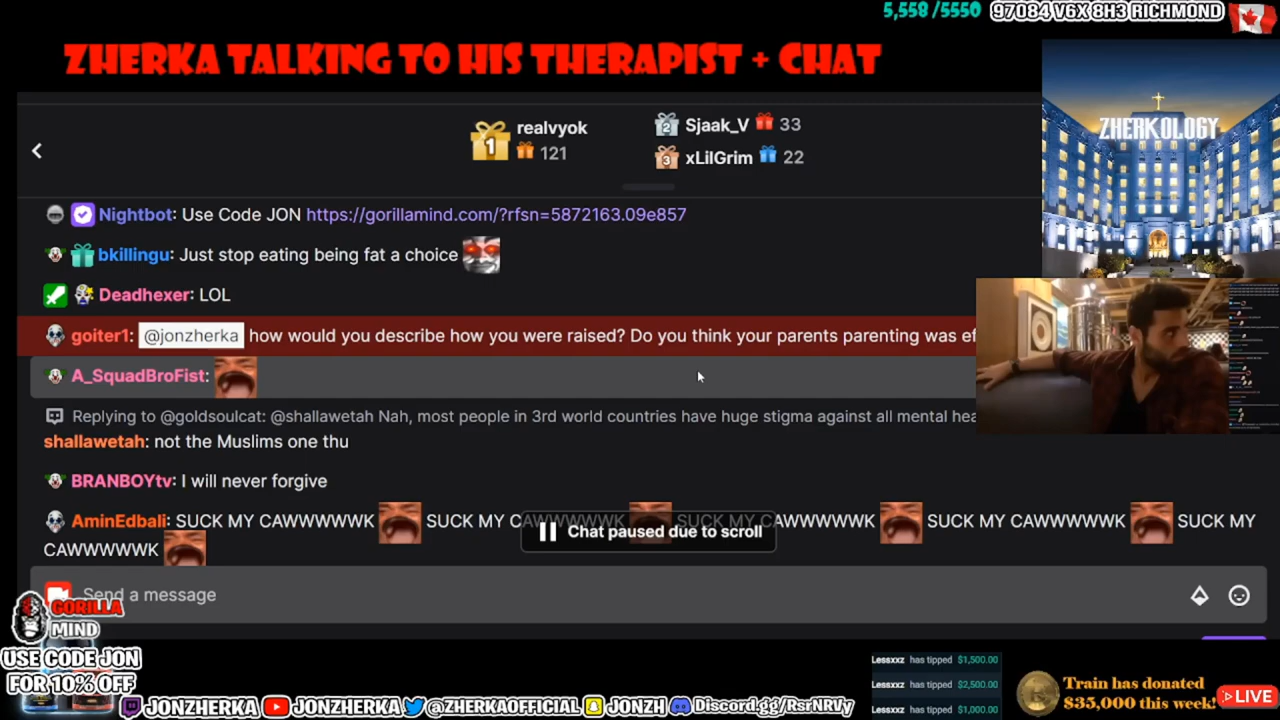 5,558 /5550
97084 V6X 8H3 RICHMOND
ZHERKA TALKING TO HIS THERAPIST + CHAT
ZHERKOLOGY
1
realvyok
121
2 Sjaak_V 33
3 xLilGrim 22
Nightbot: Use Code JON https://gorillamind.com/?rfsn=5872163.09e857
bkillingu: Just stop eating being fat a choice
Deadhexer: LOL
goiter1: @jonzherka how would you describe how you were raised? Do you think your parents parenting was ef
A_SquadBroFist:
Replying to @goldsoulcat: @shallawetah Nah, most people in 3rd world countries have huge stigma against all mental hea
shallawetah: not the Muslims one thu
BRANBOYtv: I will never forgive
AminEdbali: SUCK MY CAWWWWWK SUCK MY CAWWWWWK SUCK MY CAWWWWWK SUCK MY CAWWWWWK SUCK MY
CAWWWWWK
Chat paused due to scroll
Send a message
GORILLA
MIND
USE CODE JON
FOR 10% OFF
JONZHERKA JONZHERKA @ZHERKAOFFICIAL JONZH Discord.gg/RsrNRVy
Lessxxz has tipped $1,500.00
Lessxxz has tipped $2,500.00
Lessxxz has tipped $1,000.00
Train has donated
$35,000 this week!
LIVE